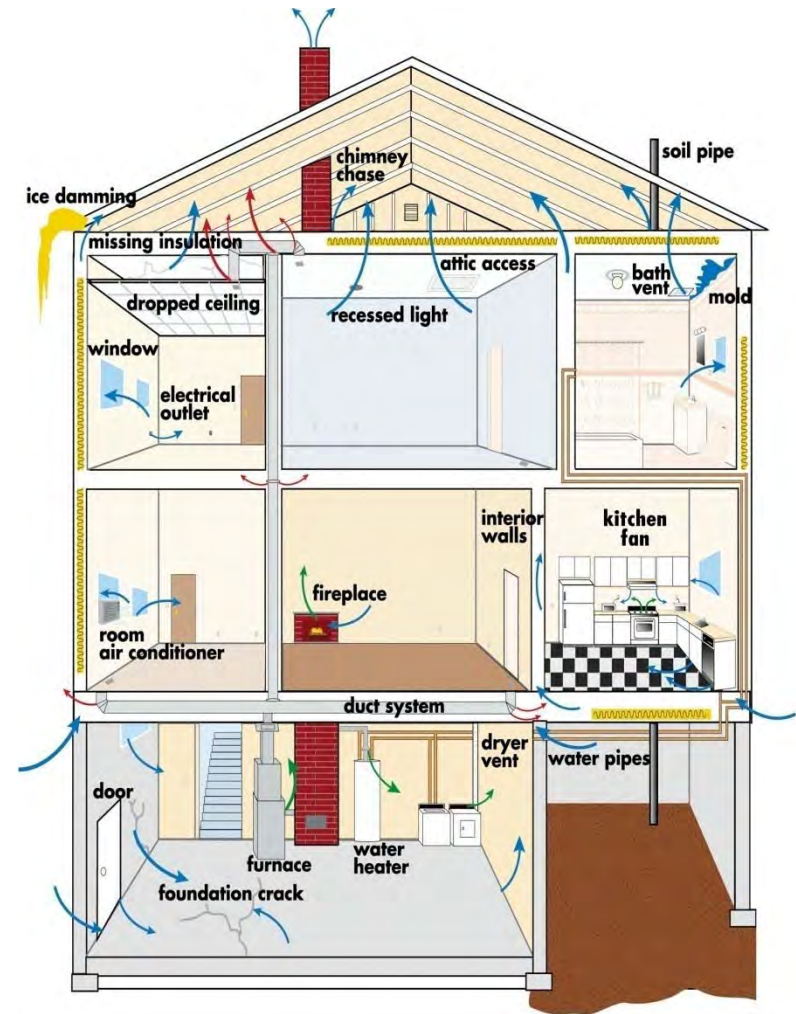 soil pipe
chimney
chase
ice damming
missing insulation
attic access
bath
vent
mold
dropped ceiling
recessed light
window
electrical
outlet
interior
walls
kitchen
fan
fireplace
room
air conditioner
duct system
dryer
vent
water pipes
door
furnace
water
heater
foundation crack